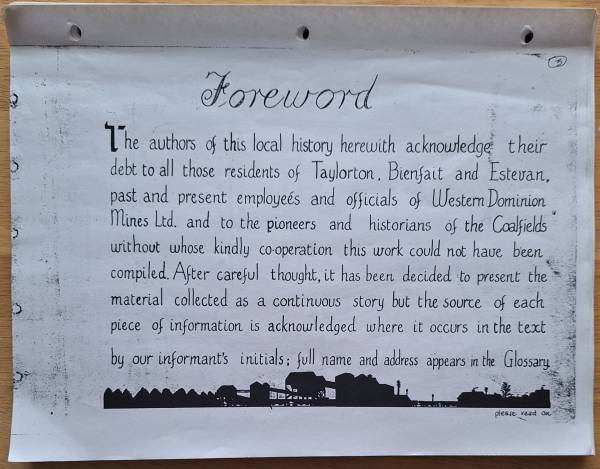 3
Foreword
The authors of this local history herewith acknowledge their
debt to all those residents of Taylorton, Bienfait and Estevan,
past and present employeés and officials of Western Dominion
Mines Ltd. and to the pioneers and historians of the Coalfields
without whose kindly co-operation this work could not have been
compiled. After careful thought, it has been decided to present the
material collected as a continuous story but the source of each
piece of information is acknowledged where it occurs in the text
by our informant's initials; full name and address appears in the Glossary.
please read on